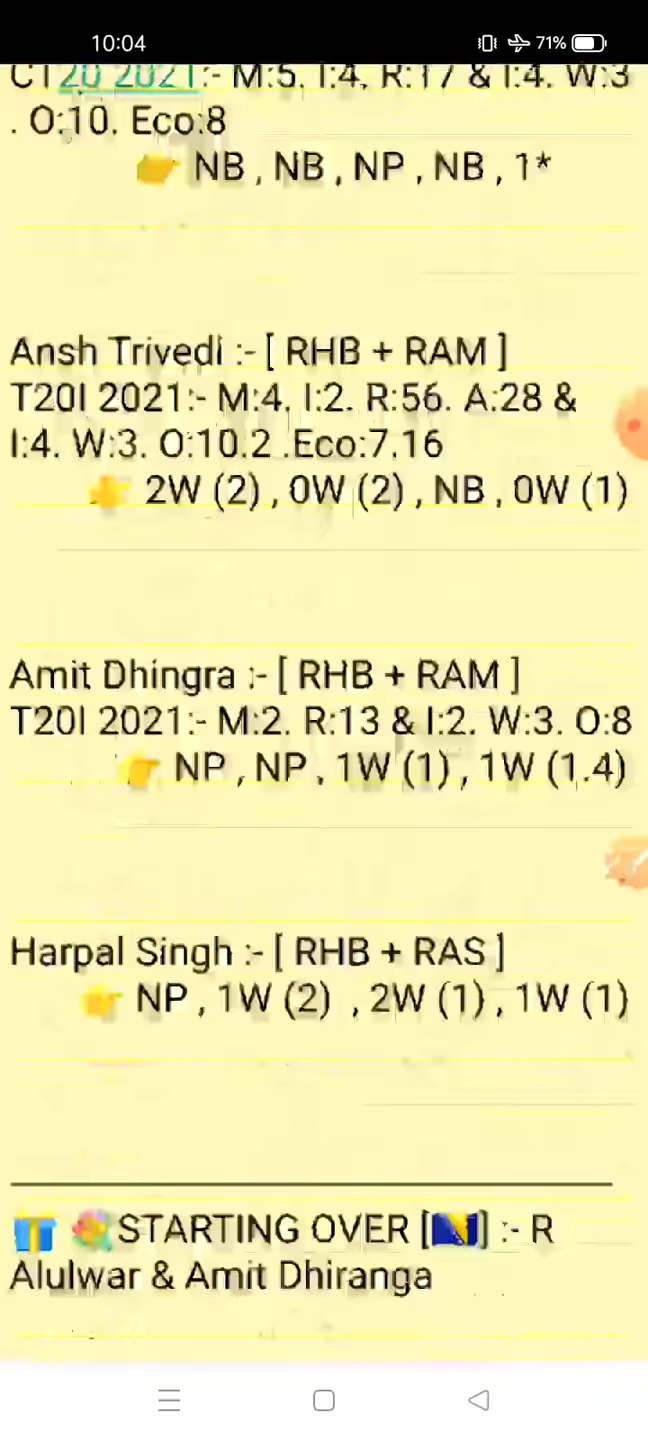 10:04
71%
CT20 2021:- M:5. I:4. R:17 & I:4. W:3
. O:10. Eco:8
👉 NB , NB , NP , NB , 1*
Ansh Trivedi :- [ RHB + RAM ]
T20I 2021:- M:4. I:2. R:56. A:28 &
I:4. W:3. O:10.2 .Eco:7.16
👉 2W (2) , 0W (2) , NB , 0W (1)
Amit Dhingra :- [ RHB + RAM ]
T20I 2021:- M:2. R:13 & I:2. W:3. O:8
👉 NP , NP , 1W (1) , 1W (1.4)
Harpal Singh :- [ RHB + RAS ]
👉 NP , 1W (2) , 2W (1) , 1W (1)
🎁 💐STARTING OVER [🇧🇦] :- R
Alulwar & Amit Dhiranga